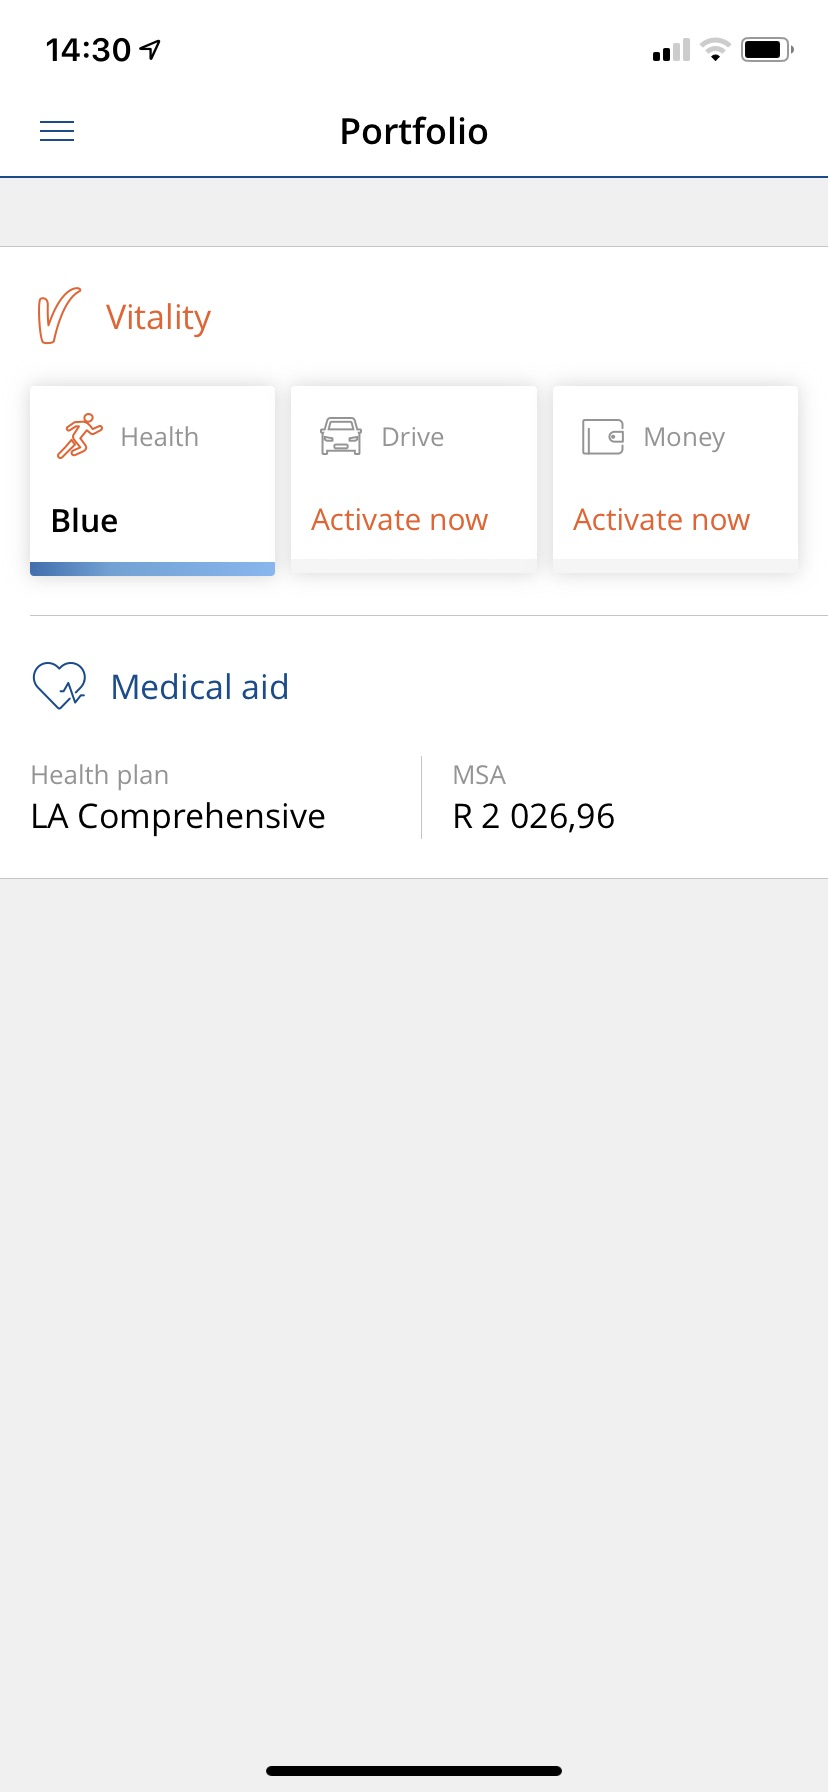 14:30
Portfolio
Vitality
Health
Drive
Money
Blue
Activate now
Activate now
Medical aid
Health plan
MSA
LA Comprehensive
R 2 026,96